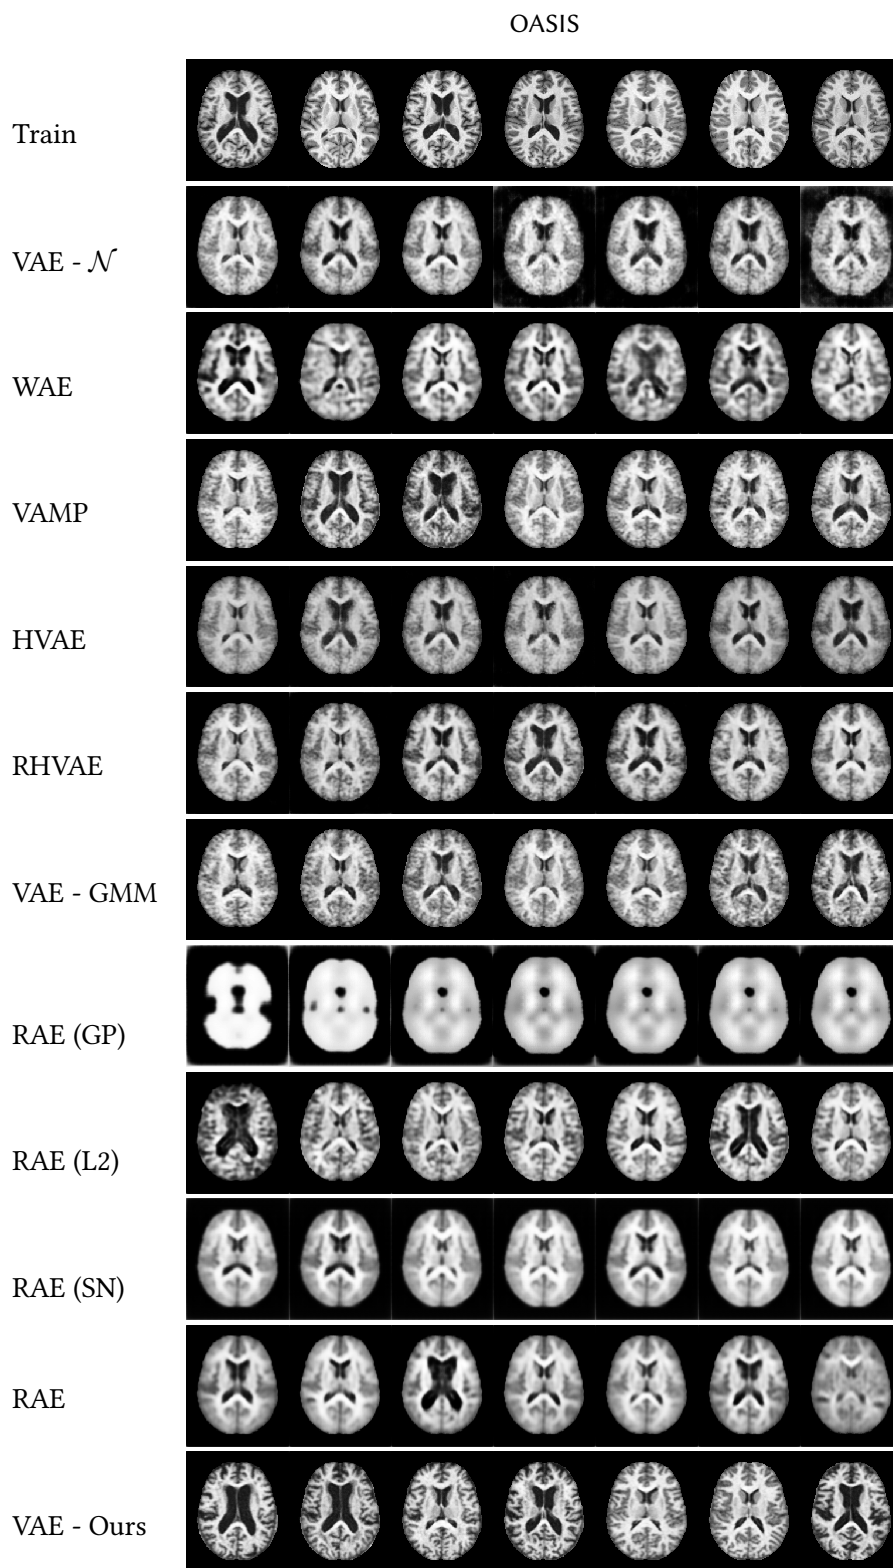 OASIS
Train
VAE - 𝒩
WAE
VAMP
HVAE
RHVAE
VAE - GMM
RAE (GP)
RAE (L2)
RAE (SN)
RAE
VAE - Ours